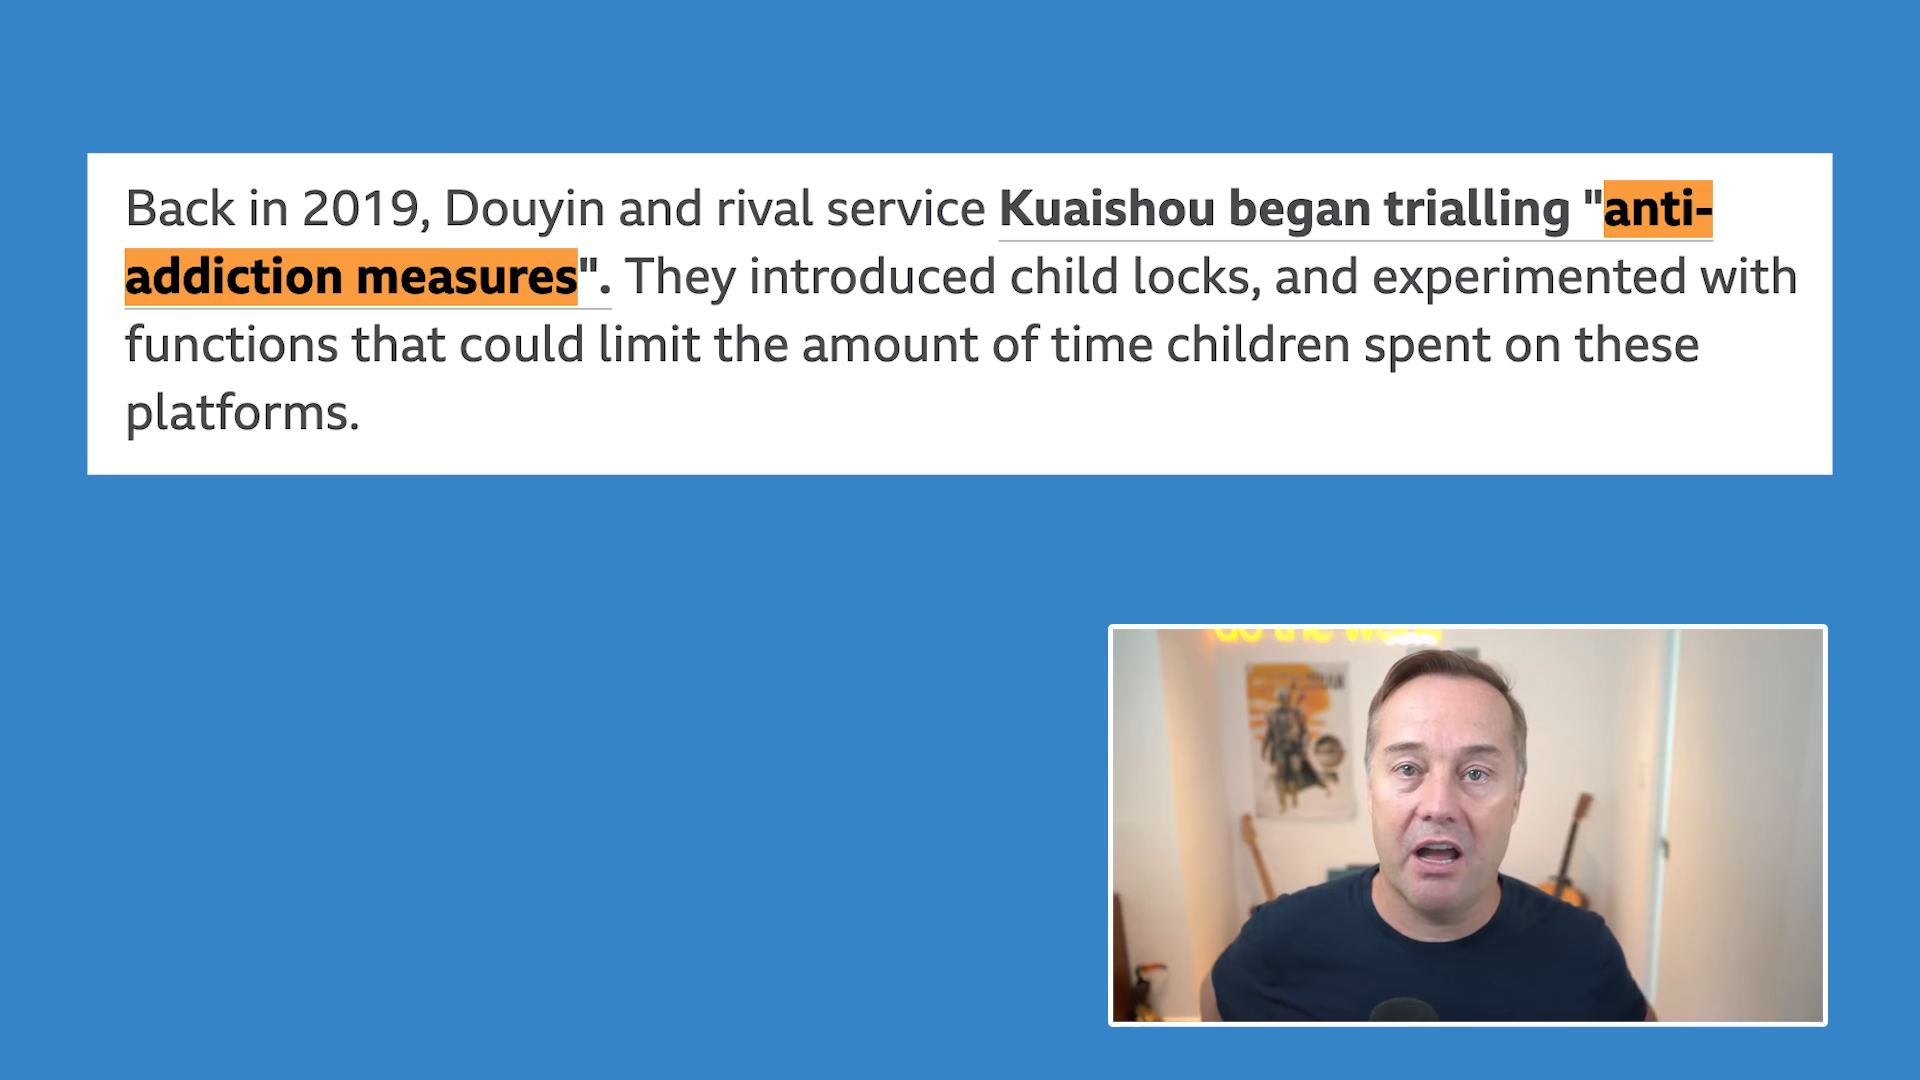 Back in 2019, Douyin and rival service Kuaishou began trialling "anti-
addiction measures". They introduced child locks, and experimented with
functions that could limit the amount of time children spent on these
platforms.